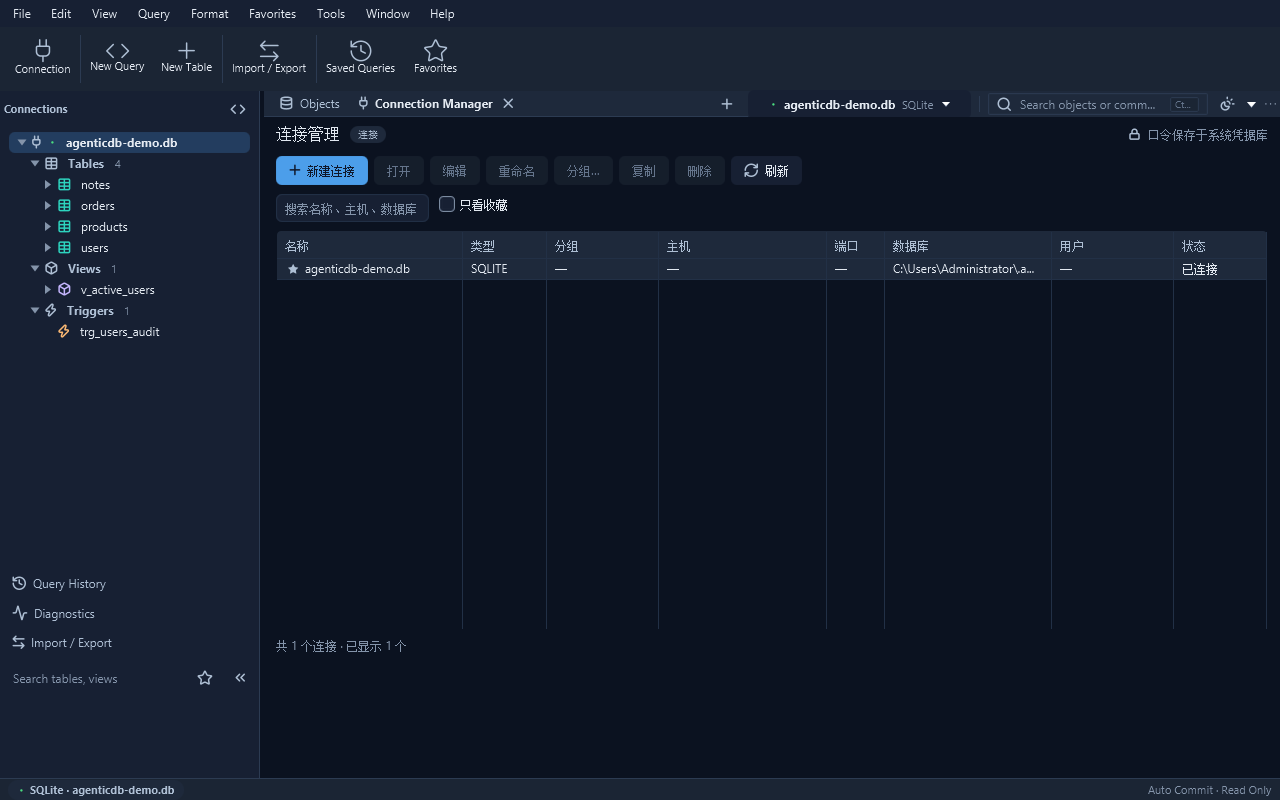 File Edit View Query Format Favorites Tools Window Help
Connection New Query New Table Import / Export Saved Queries Favorites
Connections
agenticdb-demo.db
Tables 4
notes
orders
products
users
Views 1
v_active_users
Triggers 1
trg_users_audit
Query History
Diagnostics
Import / Export
Search tables, views
Objects Connection Manager agenticdb-demo.db SQLite Search objects or comm... Ct...
连接管理 连接 口令保存于系统凭据库
新建连接 打开 编辑 重命名 分组... 复制 删除 刷新
搜索名称、主机、数据库 只看收藏
名称 类型 分组 主机 端口 数据库 用户 状态
agenticdb-demo.db SQLITE — — — C:\Users\Administrator\.a... — 已连接
共 1 个连接 · 已显示 1 个
SQLite · agenticdb-demo.db Auto Commit · Read Only